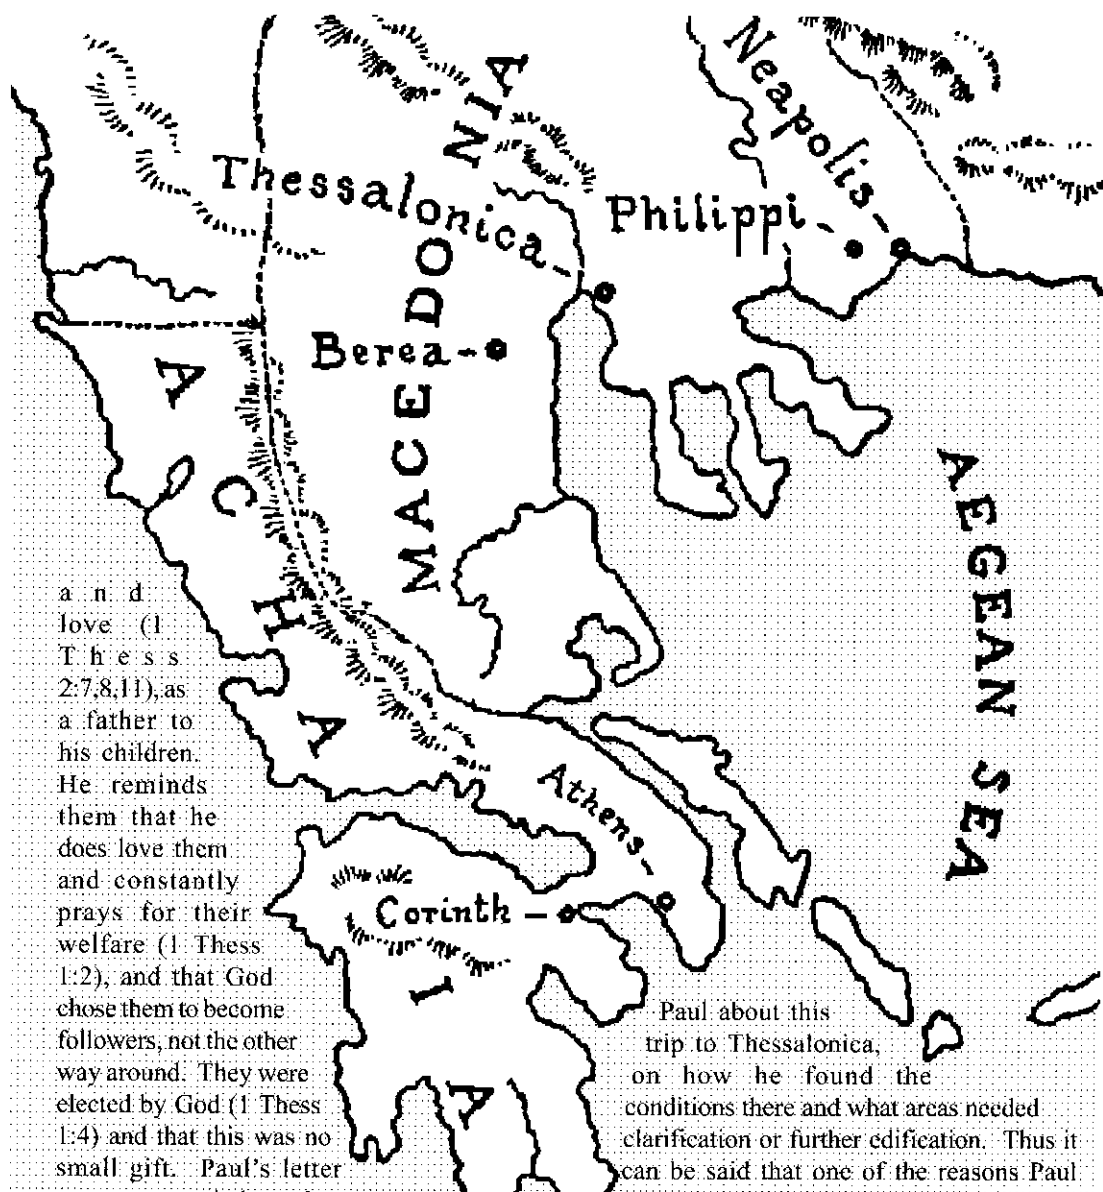 Neapolis
MACEDONIA
Thessalonica
Philippi
Berea
ACHAIA
AEGEAN SEA
Athens
Corinth
and
love (1
Thess
2:7,8,11), as
a father to
his children.
He reminds
them that he
does love them
and constantly
prays for their
welfare (1 Thess
1:2), and that God
chose them to become
followers, not the other
way around. They were
elected by God (1 Thess
1:4) and that this was no
small gift. Paul's letter
Paul about this
trip to Thessalonica,
on how he found the
conditions there and what areas needed
clarification or further edification. Thus it
can be said that one of the reasons Paul